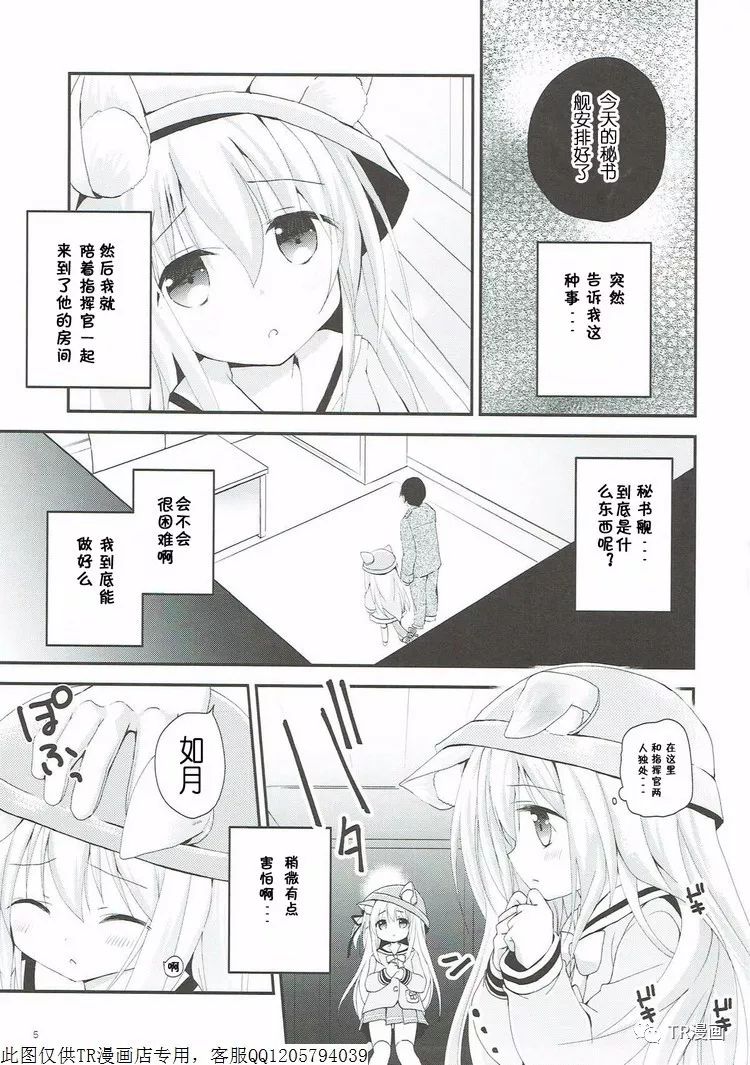 今天的秘书
舰安排好了
突然
告诉我这
种事···
然后我就
陪着指挥官一起
来到了他的房间
秘书舰···
到底是什
么东西呢？
会不会
很困难啊
我到底能
做好么
在这里
和指挥官两
人独处···
パタン
ドキ
ドキ
稍微有点
害怕啊···
如月
ぽふっ
啊
5
TR漫画
此图仅供TR漫画店专用，客服QQ1205794039